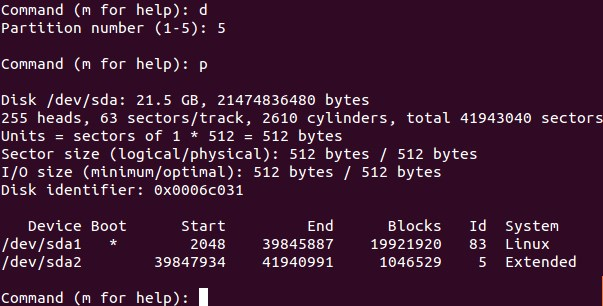 Command (m for help): d
Partition number (1-5): 5
Command (m for help): p
Disk /dev/sda: 21.5 GB, 21474836480 bytes
255 heads, 63 sectors/track, 2610 cylinders, total 41943040 sectors
Units = sectors of 1 * 512 = 512 bytes
Sector size (logical/physical): 512 bytes / 512 bytes
I/O size (minimum/optimal): 512 bytes / 512 bytes
Disk identifier: 0x0006c031
Device Boot Start End Blocks Id System
/dev/sda1 * 2048 39845887 19921920 83 Linux
/dev/sda2 39847934 41940991 1046529 5 Extended
Command (m for help):